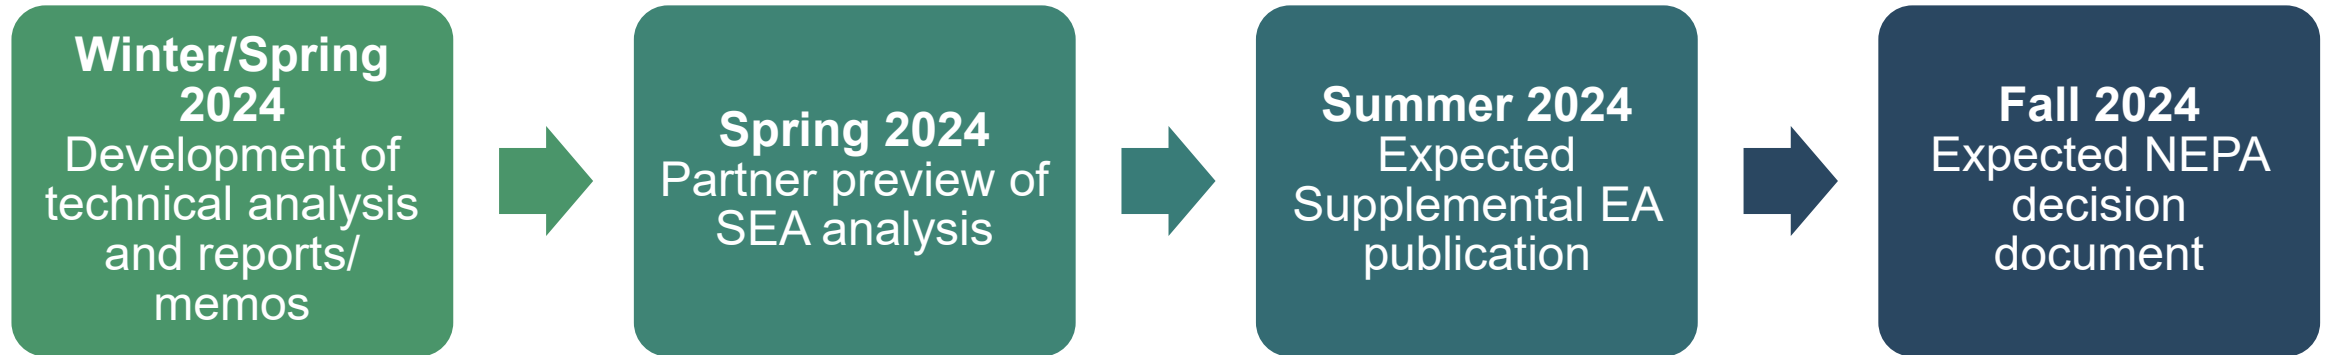 Winter/Spring
2024
Development of
technical analysis
and reports/
memos
Spring 2024
Partner preview of
SEA analysis
Summer 2024
Expected
Supplemental EA
publication
Fall 2024
Expected NEPA
decision
document